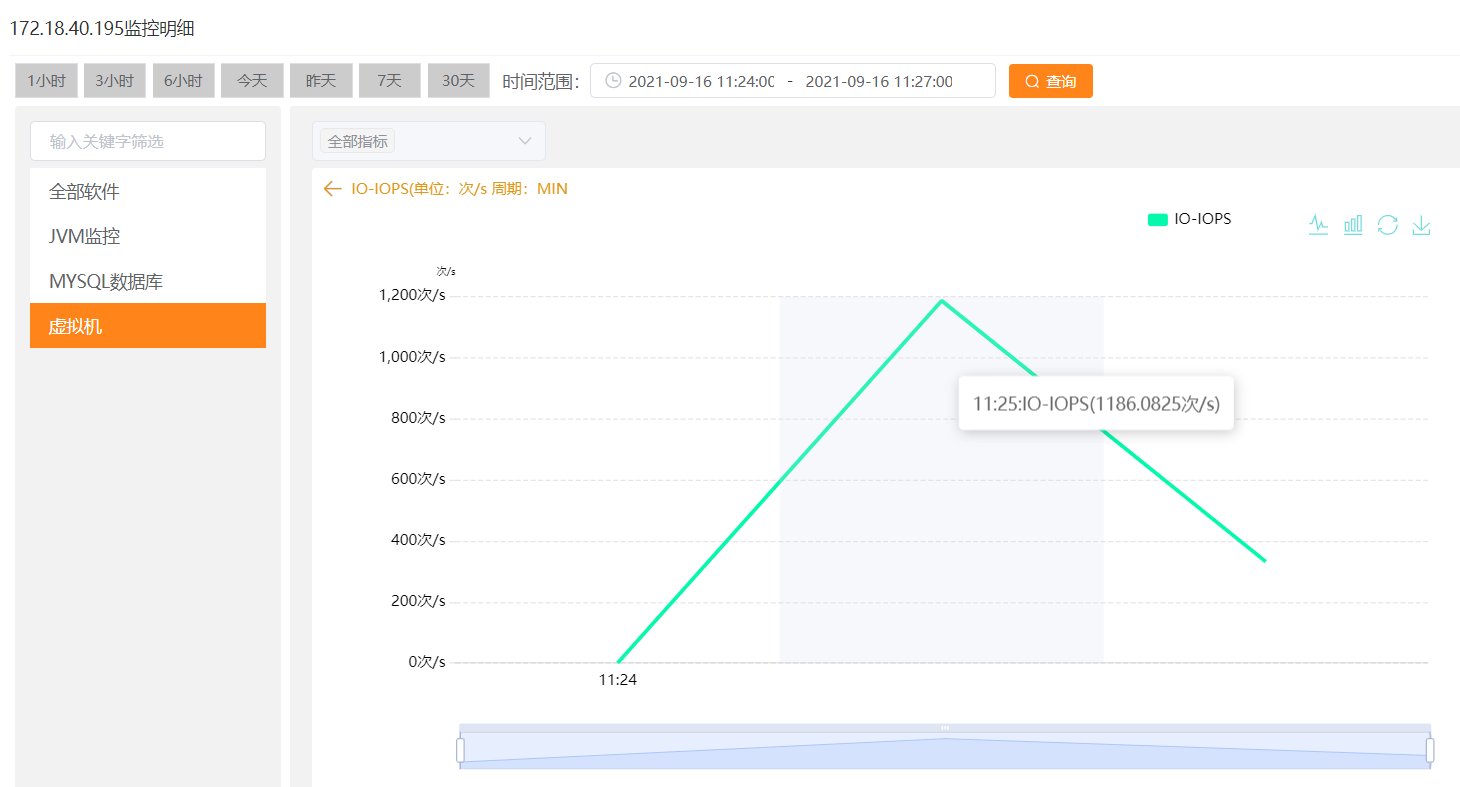 172.18.40.195监控明细
1小时 3小时 6小时 今天 昨天 7天 30天 时间范围: 2021-09-16 11:24:00 - 2021-09-16 11:27:00 查询
输入关键字筛选
全部软件
JVM监控
MYSQL数据库
虚拟机
全部指标
IO-IOPS(单位：次/s 周期：MIN
IO-IOPS
次/s
1,200次/s
1,000次/s
800次/s
600次/s
400次/s
200次/s
0次/s
11:25:IO-IOPS(1186.0825次/s)
11:24